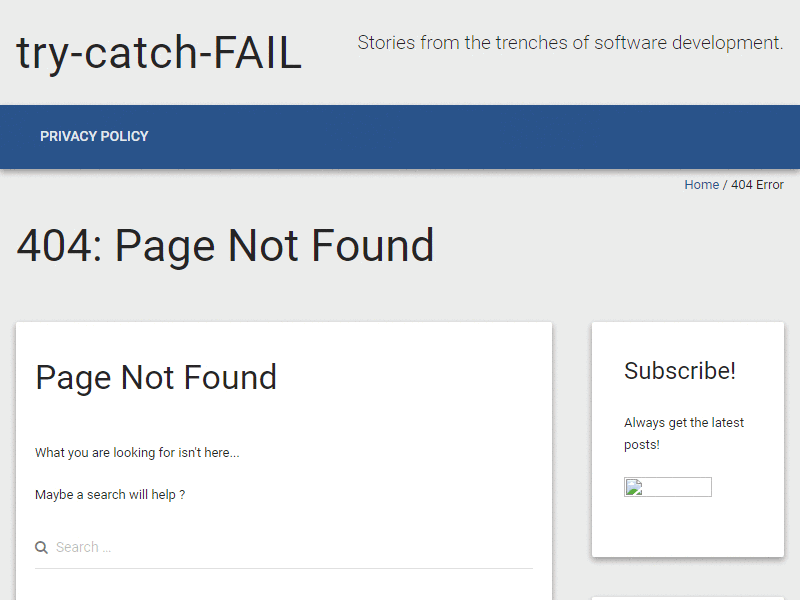 try-catch-FAIL
Stories from the trenches of software development.
PRIVACY POLICY
Home / 404 Error
404: Page Not Found
Page Not Found
What you are looking for isn't here...
Maybe a search will help ?
Search ...
Subscribe!
Always get the latest
posts!